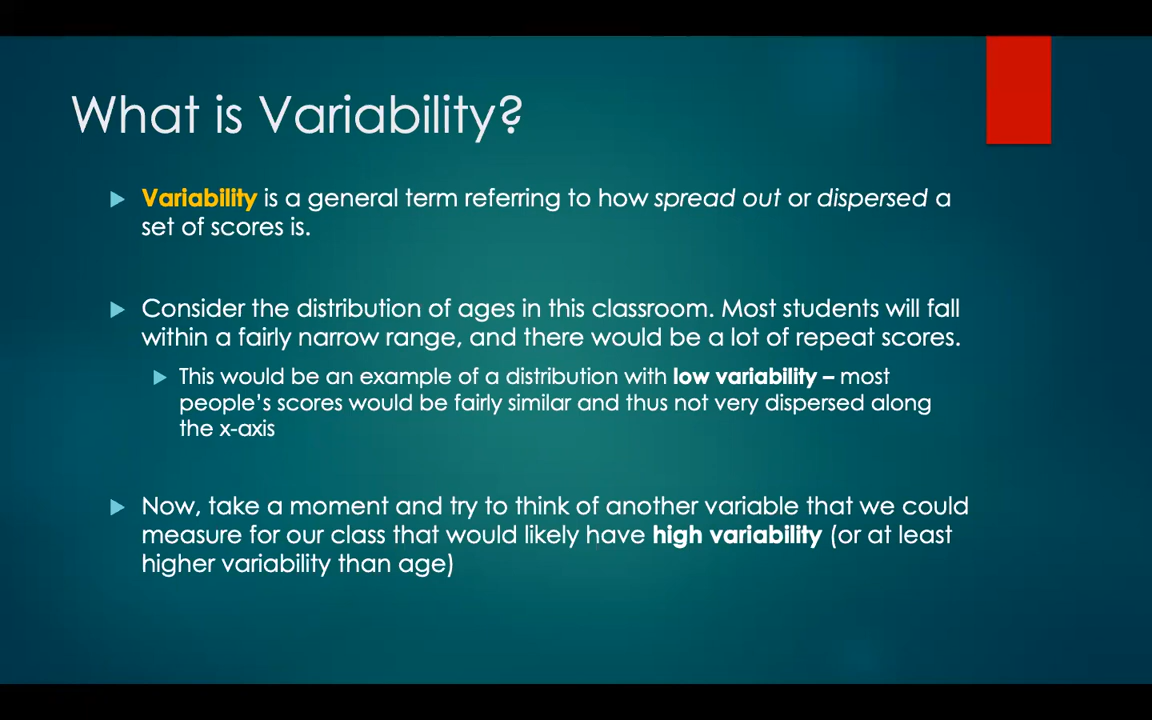 What is Variability?
Variability is a general term referring to how spread out or dispersed a
set of scores is.
Consider the distribution of ages in this classroom. Most students will fall
within a fairly narrow range, and there would be a lot of repeat scores.
This would be an example of a distribution with low variability – most
people's scores would be fairly similar and thus not very dispersed along
the x-axis
Now, take a moment and try to think of another variable that we could
measure for our class that would likely have high variability (or at least
higher variability than age)